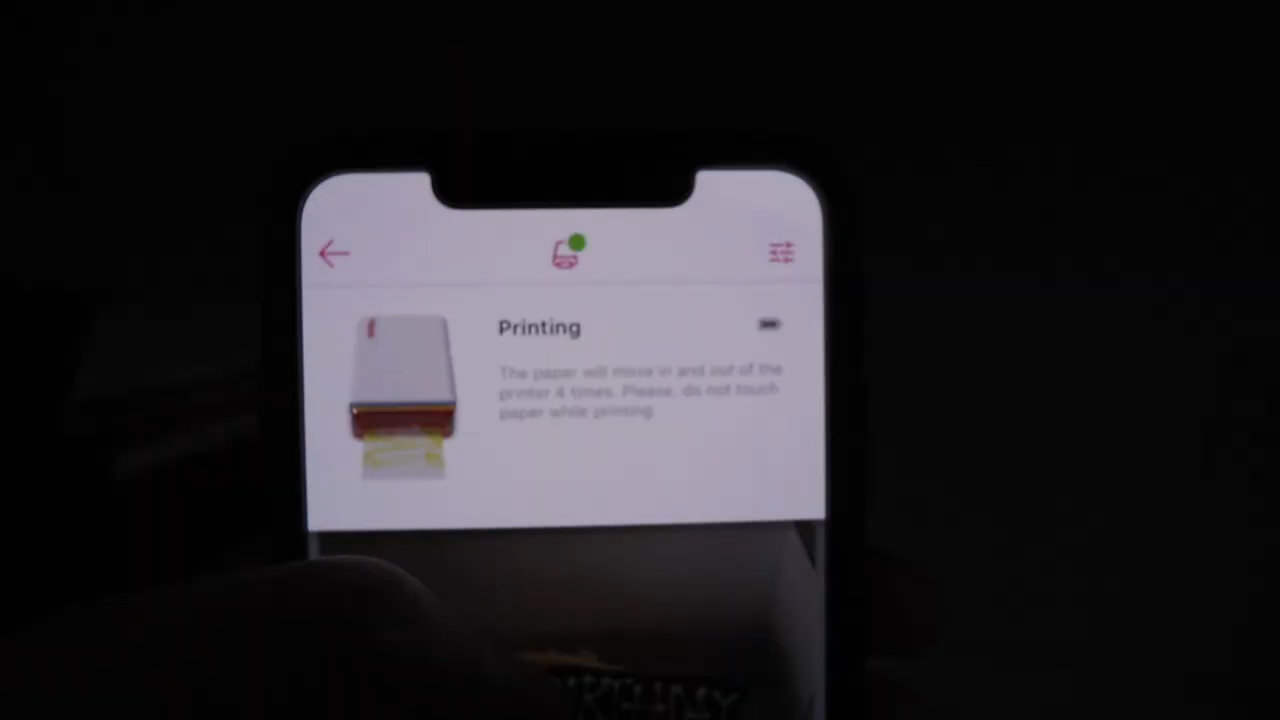 Printing
The paper will move in and out of the
printer 4 times. Please, do not touch
paper while printing